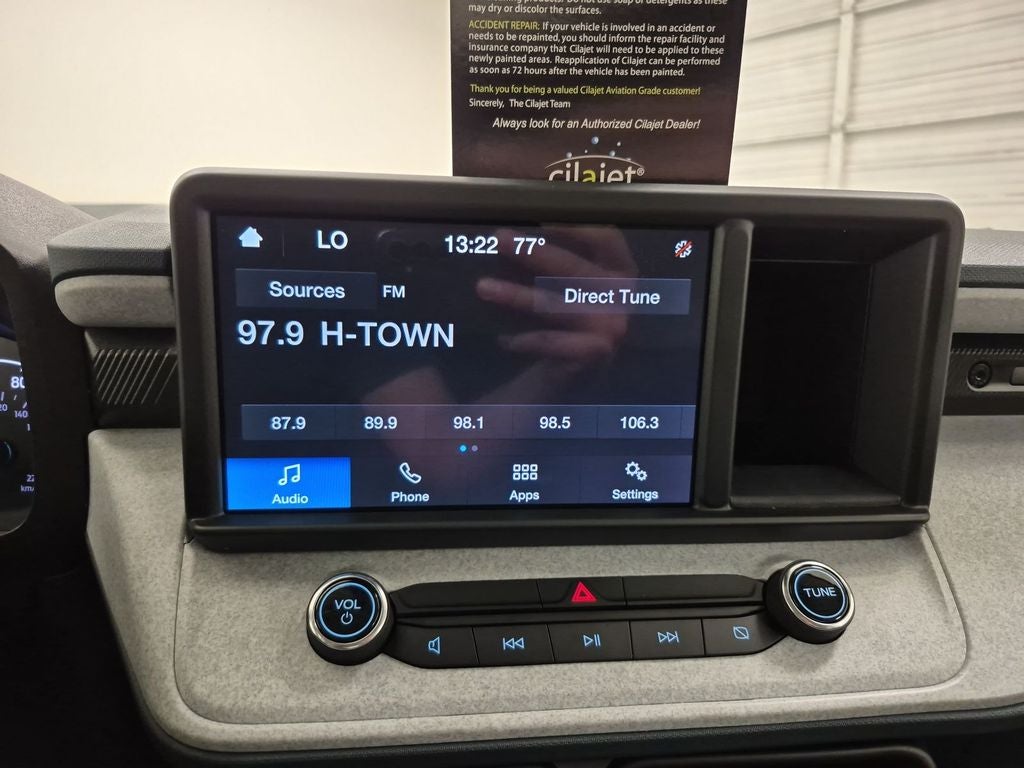 may dry or discolor the surfaces.
ACCIDENT REPAIR: If your vehicle is involved in an accident or
needs to be repainted, you should inform the repair facility and
insurance company that Cilajet will need to be applied to these
newly painted areas. Reapplication of Cilajet can be performed
as soon as 72 hours after the vehicle has been painted.
Thank you for being a valued Cilajet Aviation Grade customer!
Sincerely, The Cilajet Team
Always look for an Authorized Cilajet Dealer!
cilajet®
LO 13:22 77°
Sources FM Direct Tune
97.9 H-TOWN
87.9 89.9 98.1 98.5 106.3
Audio Phone Apps Settings
VOL TUNE
80
140
km/